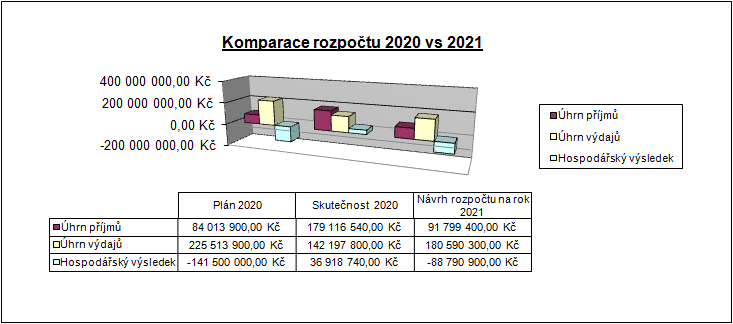 Komparace rozpočtu 2020 vs 2021
400 000 000,00 Kč
200 000 000,00 Kč
0,00 Kč
-200 000 000,00 Kč
Úhrn příjmů
Úhrn výdajů
Hospodářský výsledek
Plán 2020 Skutečnost 2020 Návrh rozpočtu na rok
2021
Úhrn příjmů 84 013 900,00 Kč 179 116 540,00 Kč 91 799 400,00 Kč
Úhrn výdajů 225 513 900,00 Kč 142 197 800,00 Kč 180 590 300,00 Kč
Hospodářský výsledek -141 500 000,00 Kč 36 918 740,00 Kč -88 790 900,00 Kč